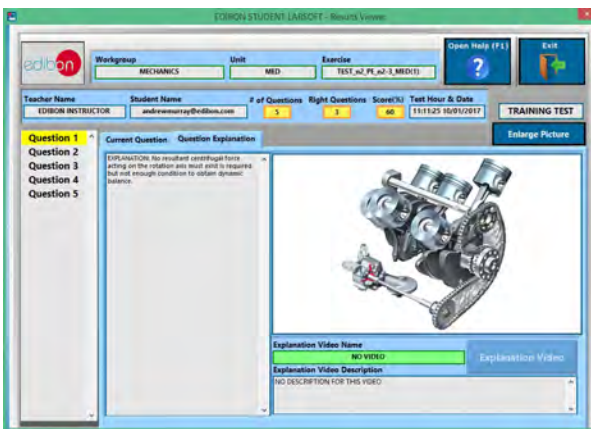 EDIBON STUDENT LABSOFT - Results Viewer
edibon
Workgroup
MECHANICS
Unit
MED
Exercise
TEST_n2_PE_n2-3_MED(1)
Open Help (F1)
?
Exit
Teacher Name
EDIBON INSTRUCTOR
Student Name
andrewmurray@edibon.com
# of Questions
5
Right Questions
3
Score(%)
60
Test Hour & Date
11:11:25 10/01/2017
TRAINING TEST
Enlarge Picture
Question 1
Question 2
Question 3
Question 4
Question 5
Current Question
Question Explanation
EXPLANATION: No resultent centrifugal force
acting on the rotation axis must exist is required
but not enough condition to obtain dynamic
balance.
Explanation Video Name
NO VIDEO
Explanation Video
Explanation Video Description
NO DESCRIPTION FOR THIS VIDEO